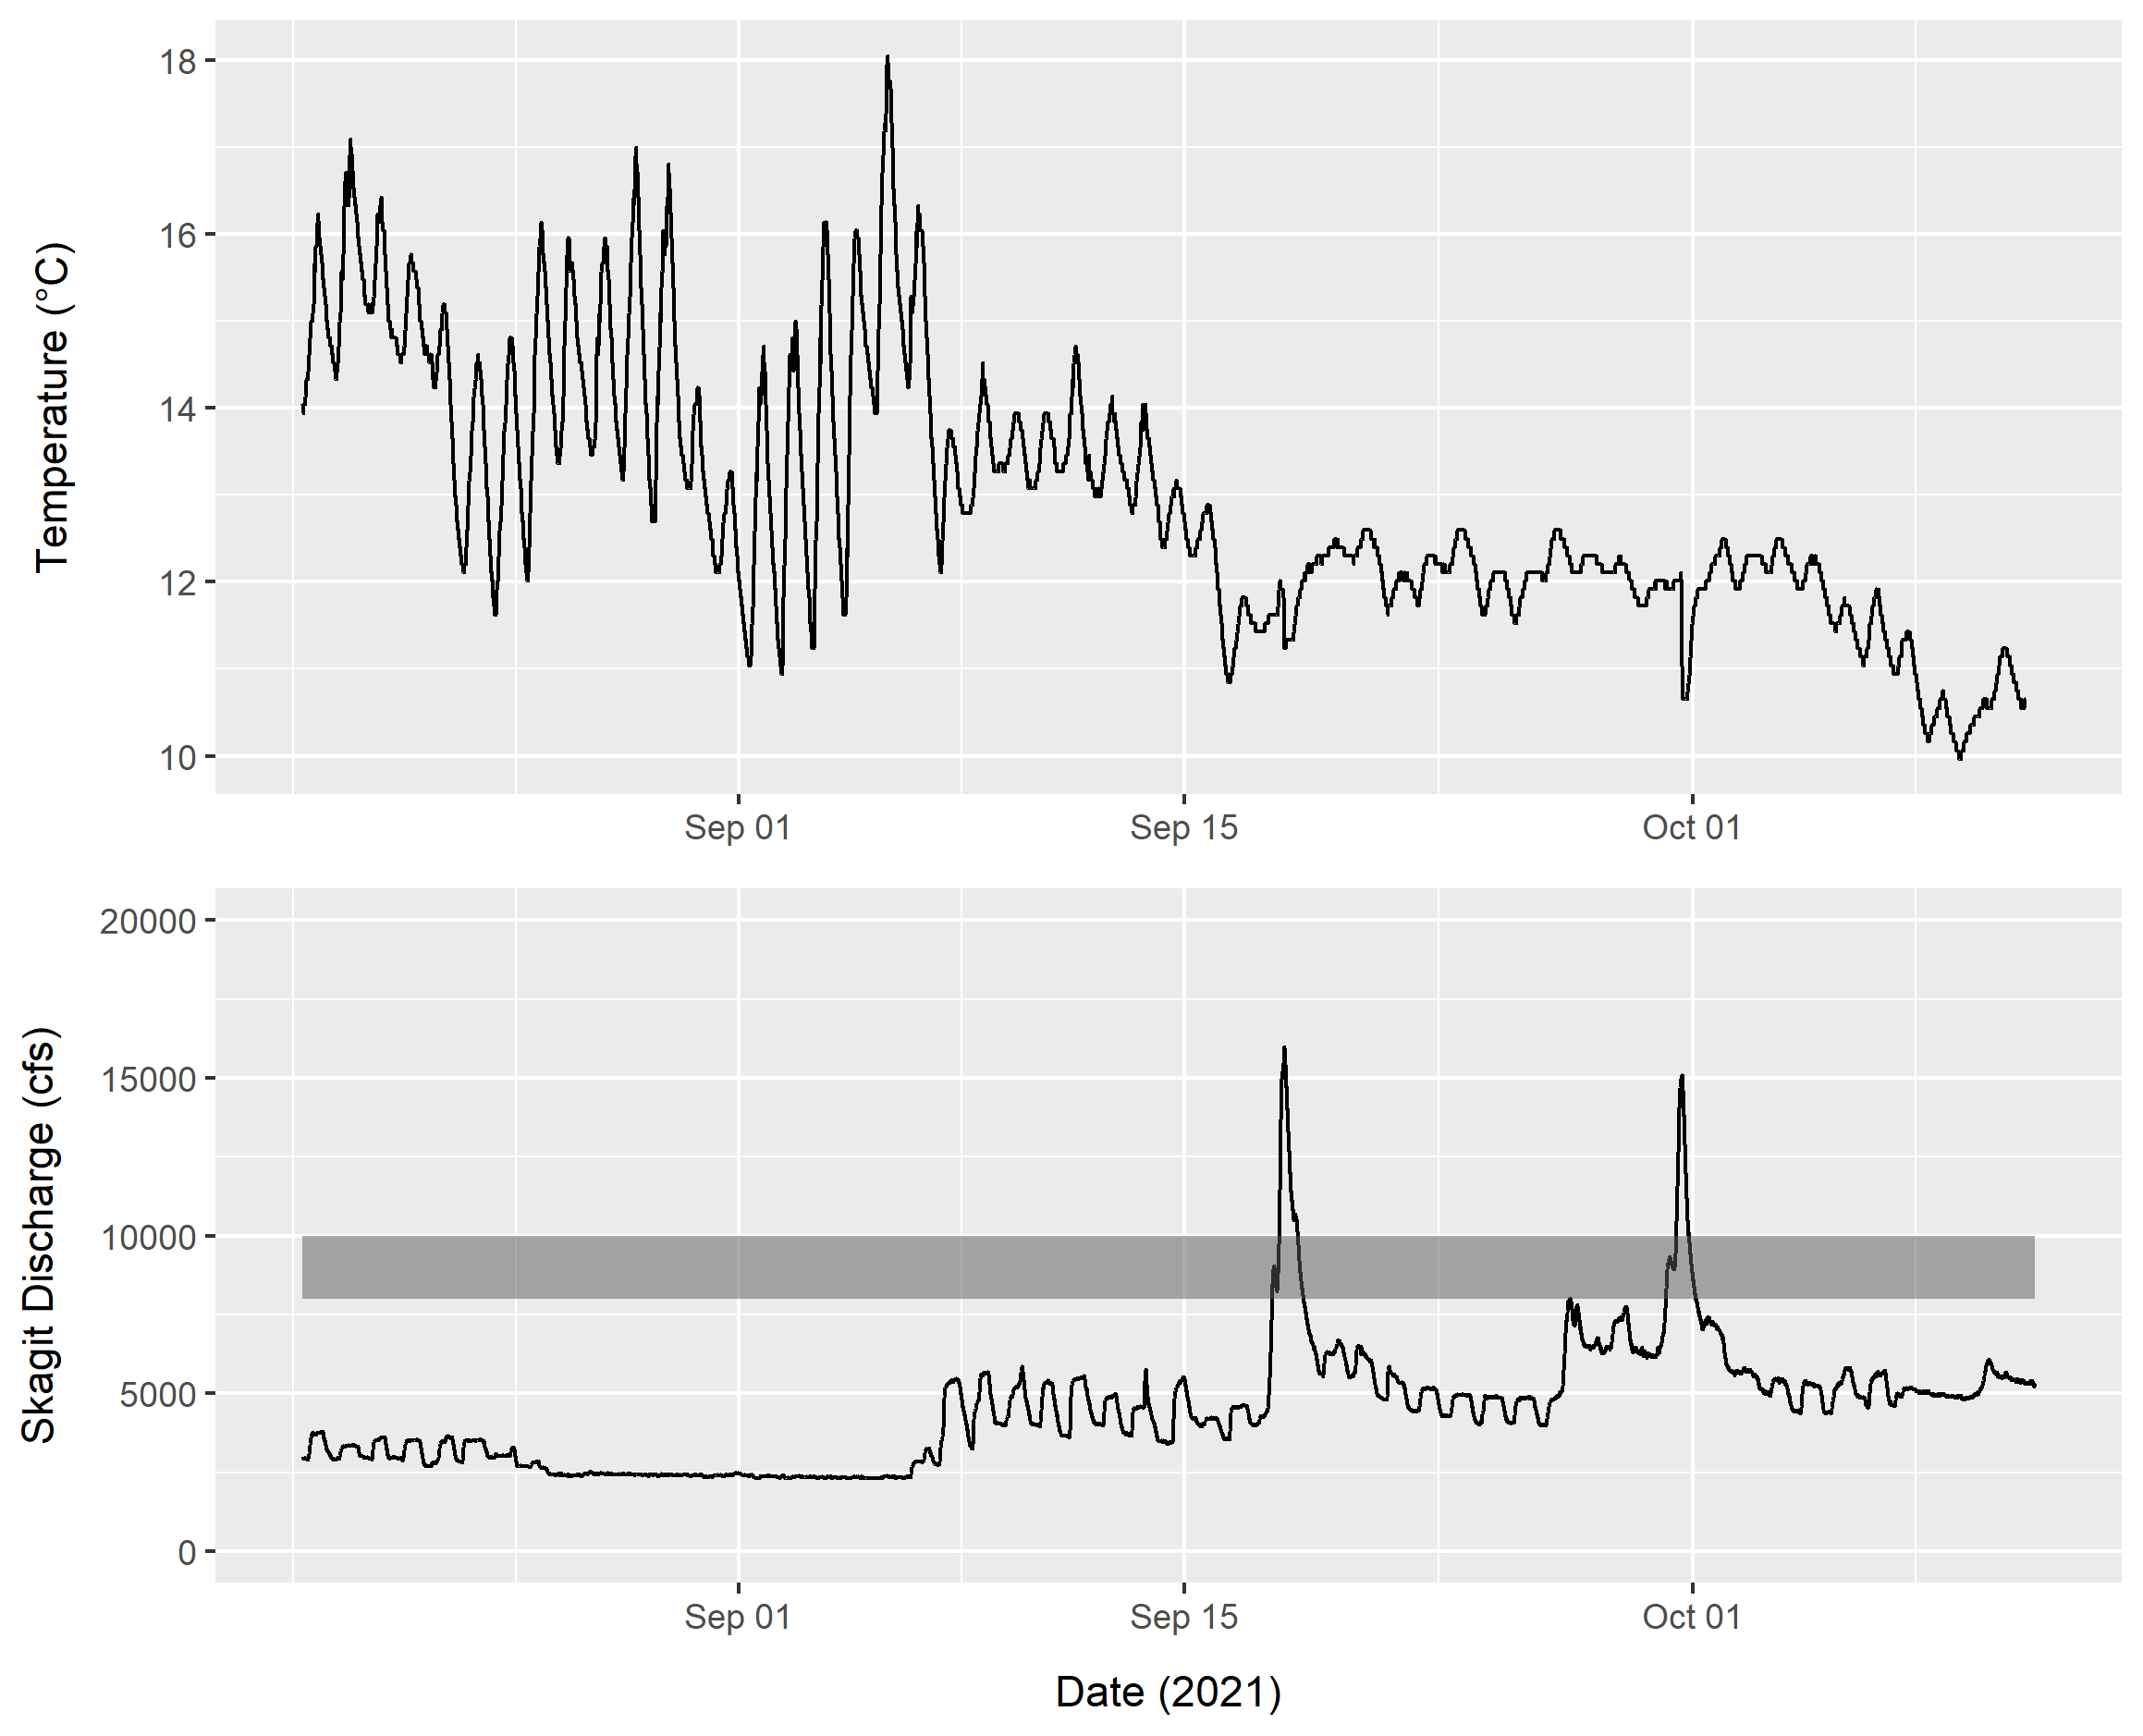 18
16
14
12
10
Temperature (°C)
Sep 01 Sep 15 Oct 01
20000
15000
10000
5000
0
Skagit Discharge (cfs)
Sep 01 Sep 15 Oct 01
Date (2021)